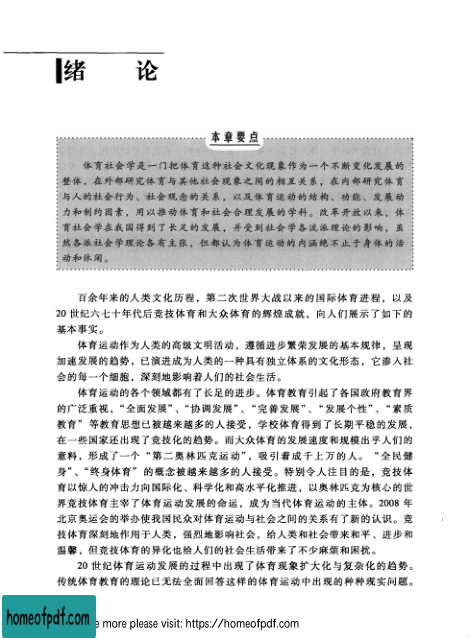 绪 论
本章要点
体育社会学是一门把体育这种社会文化现象作为一个不断变化发展的
整体，在外部研究体育与其他社会现象之间的相互关系，在内部研究体育
与人的社会行为、社会观念的关系，以及体育运动的结构、功能、发展动
力和制约因素，用以推动体育和社会合理发展的学科。改革开放以来，体
育社会学在我国得到了长足的发展，并受到社会学各流派理论的影响，虽
然各派社会学理论各有主张，但都认为体育运动的内涵绝不止于身体的活
动和休闲。
百余年来的人类文化历程，第二次世界大战以来的国际体育进程，以及
20 世纪六七十年代后竞技体育和大众体育的辉煌成就，向人们展示了如下的
基本事实。
体育运动作为人类的高级文明活动，遵循进步繁荣发展的基本规律，呈现
加速发展的趋势，已演进成为人类的一种具有独立体系的文化形态，它渗入社
会的每一个细胞，深刻地影响着人们的社会生活。
体育运动的各个领域都有了长足的进步。体育教育引起了各国政府教育界
的广泛重视，“全面发展”、“协调发展”、“完善发展”、“发展个性”、“素质
教育”等教育思想已被越来越多的人接受，学校体育得到了长期平稳的发展，
在一些国家还出现了竞技化的趋势。而大众体育的发展速度和规模出乎人们的
意料，形成了一个“第二奥林匹克运动”，吸引着成千上万的人。“全民健
身”、“终身体育”的概念被越来越多的人接受。特别令人注目的是，竞技体
育以惊人的冲击力向国际化、科学化和高水平化推进，以奥林匹克为核心的世
界竞技体育主宰了体育运动发展的命运，成为当代体育运动的主体。2008 年
北京奥运会的举办使我国民众对体育运动与社会之间的关系有了新的认识。竞
技体育深刻地作用于人类，强烈地影响社会，给人类和社会带来和平、进步和
温馨，但竞技体育的异化也给人们的社会生活带来了不少麻烦和困扰。
20 世纪体育运动发展的过程中出现了体育现象扩大化与复杂化的趋势。
传统体育教育的理论已无法全面回答这样的体育运动中出现的种种现实问题。
homeofpdf.com
e more please visit: https://homeofpdf.com